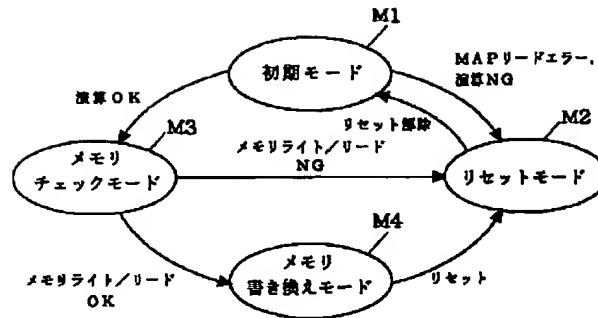 M1
初期モード
MAPリードエラー,
演算NG
演算OK
M3
リセット解除
M2
メモリ
チェックモード
メモリライト/リード
NG
リセットモード
M4
メモリライト/リード
OK
メモリ
書き換えモード
リセット